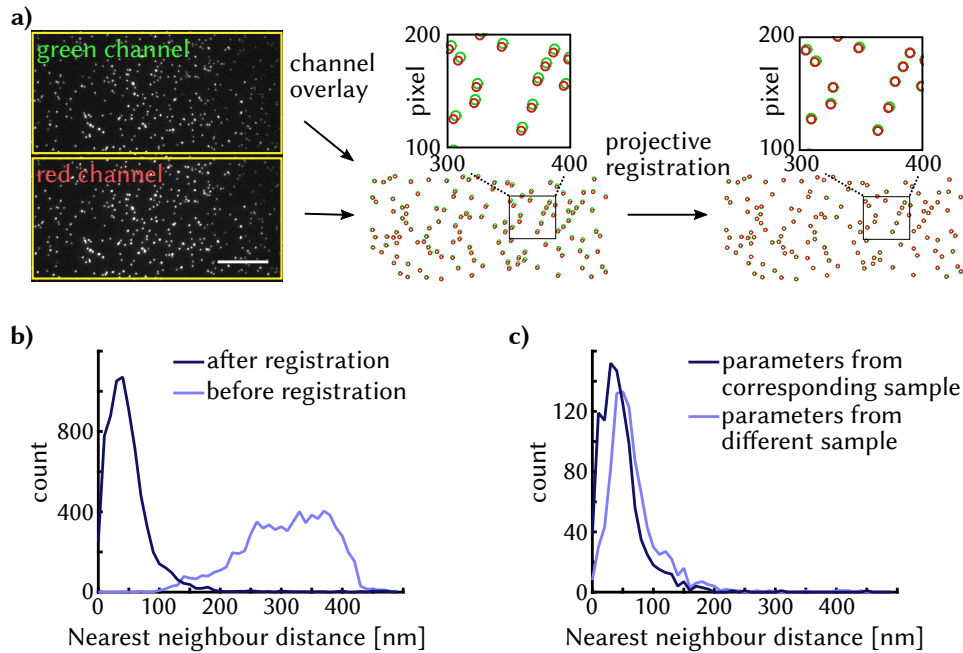 a)
green channel
red channel
channel
overlay
200
pixel
100
300
400
projective
registration
200
pixel
100
300
400
b)
after registration
before registration
count
800
400
0
0
100
200
300
400
Nearest neighbour distance [nm]
c)
parameters from
corresponding sample
parameters from
different sample
count
120
80
40
0
0
100
200
300
400
Nearest neighbour distance [nm]